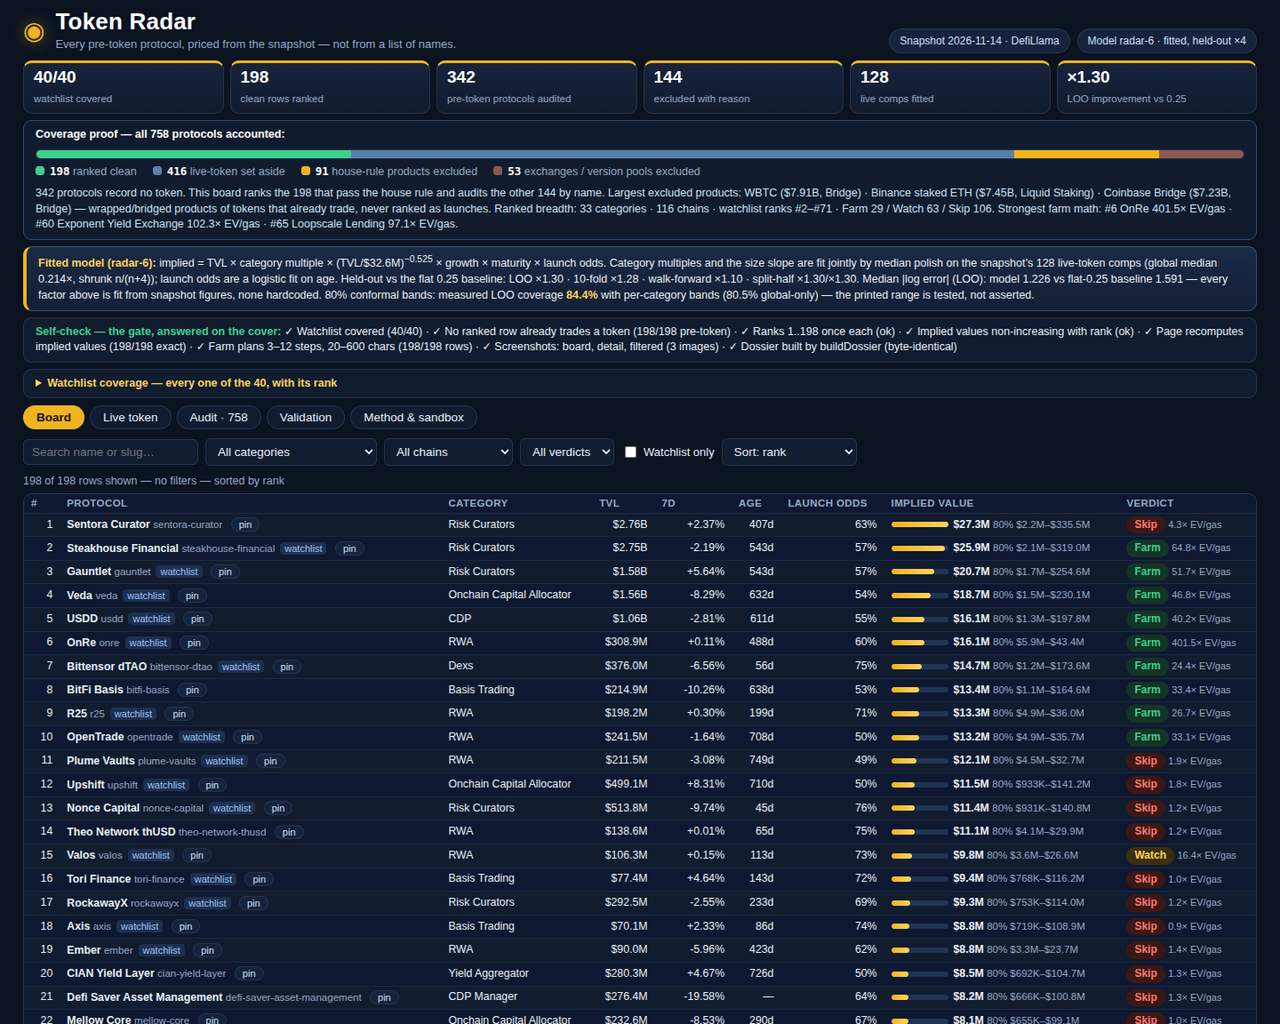 Token Radar
Every pre-token protocol, priced from the snapshot — not from a list of names.
Snapshot 2026-11-14 · DefiLlama
Model radar-6 · fitted, held-out ×4
40/40
watchlist covered
198
clean rows ranked
342
pre-token protocols audited
144
excluded with reason
128
live comps fitted
×1.30
LOO improvement vs 0.25
Coverage proof — all 758 protocols accounted:
198 ranked clean 416 live-token set aside 91 house-rule products excluded 53 exchanges / version pools excluded
342 protocols record no token. This board ranks the 198 that pass the house rule and audits the other 144 by name. Largest excluded products: WBTC ($7.91B, Bridge) · Binance staked ETH ($7.45B, Liquid Staking) · Coinbase Bridge ($7.23B,
Bridge) — wrapped/bridged products of tokens that already trade, never ranked as launches. Ranked breadth: 33 categories · 116 chains · watchlist ranks #2–#71 · Farm 29 / Watch 63 / Skip 106. Strongest farm math: #6 OnRe 401.5× EV/gas ·
#60 Exponent Yield Exchange 102.3× EV/gas · #65 Loopscale Lending 97.1× EV/gas.
Fitted model (radar-6): implied = TVL × category multiple × (TVL/$32.6M)−0.525 × growth × maturity × launch odds. Category multiples and the size slope are fit jointly by median polish on the snapshot's 128 live-token comps (global median
0.214×, shrunk n/(n+4)); launch odds are a logistic fit on age. Held-out vs the flat 0.25 baseline: LOO ×1.30 · 10-fold ×1.28 · walk-forward ×1.10 · split-half ×1.30/×1.30. Median |log error| (LOO): model 1.226 vs flat-0.25 baseline 1.591 — every
factor above is fit from snapshot figures, none hardcoded. 80% conformal bands: measured LOO coverage 84.4% with per-category bands (80.5% global-only) — the printed range is tested, not asserted.
Self-check — the gate, answered on the cover: ✓ Watchlist covered (40/40) · ✓ No ranked row already trades a token (198/198 pre-token) · ✓ Ranks 1..198 once each (ok) · ✓ Implied values non-increasing with rank (ok) · ✓ Page recomputes
implied values (198/198 exact) · ✓ Farm plans 3–12 steps, 20–600 chars (198/198 rows) · ✓ Screenshots: board, detail, filtered (3 images) · ✓ Dossier built by buildDossier (byte-identical)
▶ Watchlist coverage — every one of the 40, with its rank
Board Live token Audit · 758 Validation Method & sandbox
Search name or slug… All categories All chains All verdicts Watchlist only Sort: rank
198 of 198 rows shown — no filters — sorted by rank
# PROTOCOL CATEGORY TVL 7D AGE LAUNCH ODDS IMPLIED VALUE VERDICT
1 Sentora Curator sentora-curator pin Risk Curators $2.76B +2.37% 407d 63% $27.3M 80% $2.2M–$335.5M Skip 4.3× EV/gas
2 Steakhouse Financial steakhouse-financial watchlist pin Risk Curators $2.75B -2.19% 543d 57% $25.9M 80% $2.1M–$319.0M Farm 64.8× EV/gas
3 Gauntlet gauntlet watchlist pin Risk Curators $1.58B +5.64% 543d 57% $20.7M 80% $1.7M–$254.6M Farm 51.7× EV/gas
4 Veda veda watchlist pin Onchain Capital Allocator $1.56B -8.29% 632d 54% $18.7M 80% $1.5M–$230.1M Farm 46.8× EV/gas
5 USDD usdd watchlist pin CDP $1.06B -2.81% 611d 55% $16.1M 80% $1.3M–$197.8M Farm 40.2× EV/gas
6 OnRe onre watchlist pin RWA $308.9M +0.11% 488d 60% $16.1M 80% $5.9M–$43.4M Farm 401.5× EV/gas
7 Bittensor dTAO bittensor-dtao watchlist pin Dexs $376.0M -6.56% 56d 75% $14.7M 80% $1.2M–$173.6M Farm 24.4× EV/gas
8 BitFi Basis bitfi-basis pin Basis Trading $214.9M -10.26% 638d 53% $13.4M 80% $1.1M–$164.6M Farm 33.4× EV/gas
9 R25 r25 watchlist pin RWA $198.2M +0.30% 199d 71% $13.3M 80% $4.9M–$36.0M Farm 26.7× EV/gas
10 OpenTrade opentrade watchlist pin RWA $241.5M -1.64% 708d 50% $13.2M 80% $4.9M–$35.7M Farm 33.1× EV/gas
11 Plume Vaults plume-vaults watchlist pin RWA $211.5M -3.08% 749d 49% $12.1M 80% $4.5M–$32.7M Skip 1.9× EV/gas
12 Upshift upshift watchlist pin Onchain Capital Allocator $499.1M +8.31% 710d 50% $11.5M 80% $933K–$141.2M Skip 1.8× EV/gas
13 Nonce Capital nonce-capital watchlist pin Risk Curators $513.8M -9.74% 45d 76% $11.4M 80% $931K–$140.8M Skip 1.2× EV/gas
14 Theo Network thUSD theo-network-thusd pin RWA $138.6M +0.01% 65d 75% $11.1M 80% $4.1M–$29.9M Skip 1.2× EV/gas
15 Valos valos watchlist pin RWA $106.3M +0.15% 113d 73% $9.8M 80% $3.6M–$26.6M Watch 16.4× EV/gas
16 Tori Finance tori-finance watchlist pin Basis Trading $77.4M +4.64% 143d 72% $9.4M 80% $768K–$116.2M Skip 1.0× EV/gas
17 RockawayX rockawayx watchlist pin Risk Curators $292.5M -2.55% 233d 69% $9.3M 80% $753K–$114.0M Skip 1.2× EV/gas
18 Axis axis watchlist pin Basis Trading $70.1M +2.33% 86d 74% $8.8M 80% $719K–$108.9M Skip 0.9× EV/gas
19 Ember ember watchlist pin RWA $90.0M -5.96% 423d 62% $8.8M 80% $3.3M–$23.7M Skip 1.4× EV/gas
20 CIAN Yield Layer cian-yield-layer pin Yield Aggregator $280.3M +4.67% 726d 50% $8.5M 80% $692K–$104.7M Skip 1.3× EV/gas
21 Defi Saver Asset Management defi-saver-asset-management pin CDP Manager $276.4M -19.58% — 64% $8.2M 80% $666K–$100.8M Skip 1.3× EV/gas
22 Mellow Core mellow-core pin Onchain Capital Allocator $232.6M -8.53% 290d 67% $8.1M 80% $655K–$99.1M Skip 1.0× EV/gas